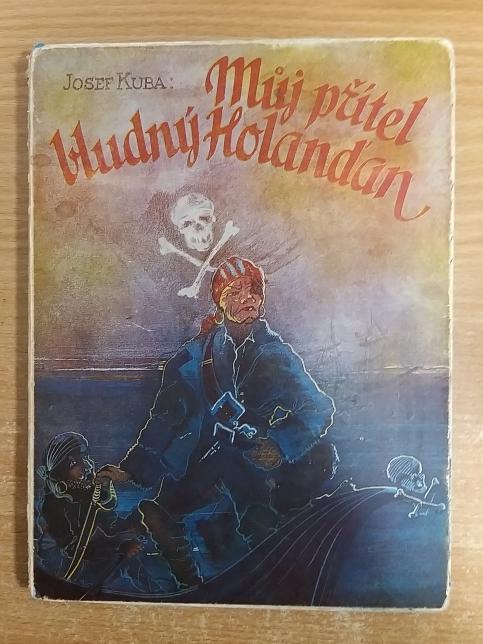 JOSEF KUBA:
Můj přítel
bludný Holanďan